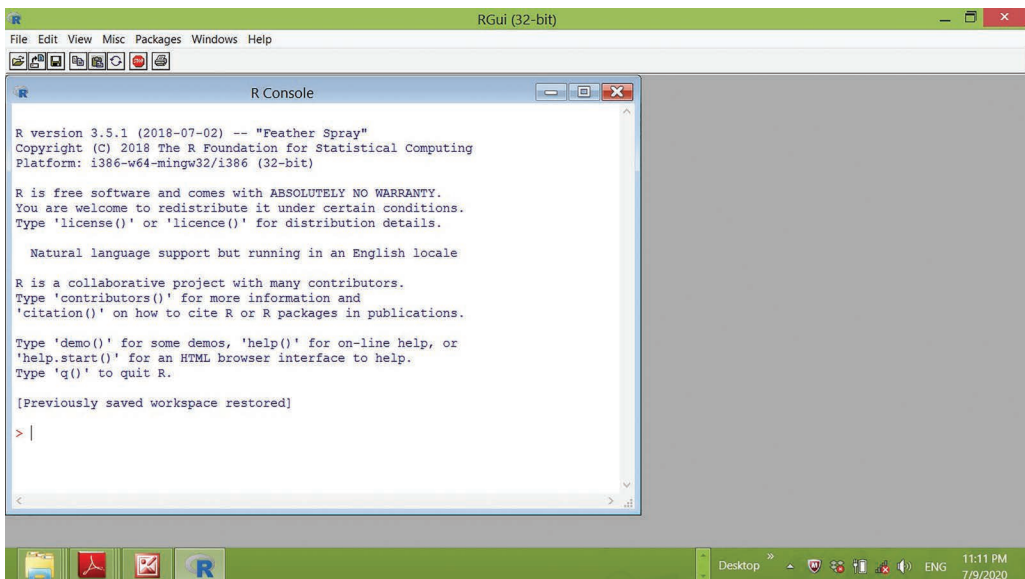 RGui (32-bit)
File Edit View Misc Packages Windows Help
STOP
R Console
R version 3.5.1 (2018-07-02) -- "Feather Spray"
Copyright (C) 2018 The R Foundation for Statistical Computing
Platform: i386-w64-mingw32/i386 (32-bit)
R is free software and comes with ABSOLUTELY NO WARRANTY.
You are welcome to redistribute it under certain conditions.
Type 'license()' or 'licence()' for distribution details.
Natural language support but running in an English locale
R is a collaborative project with many contributors.
Type 'contributors()' for more information and
'citation()' on how to cite R or R packages in publications.
Type 'demo()' for some demos, 'help()' for on-line help, or
'help.start()' for an HTML browser interface to help.
Type 'q()' to quit R.
[Previously saved workspace restored]
>
R
Desktop » ENG 11:11 PM
7/9/2020